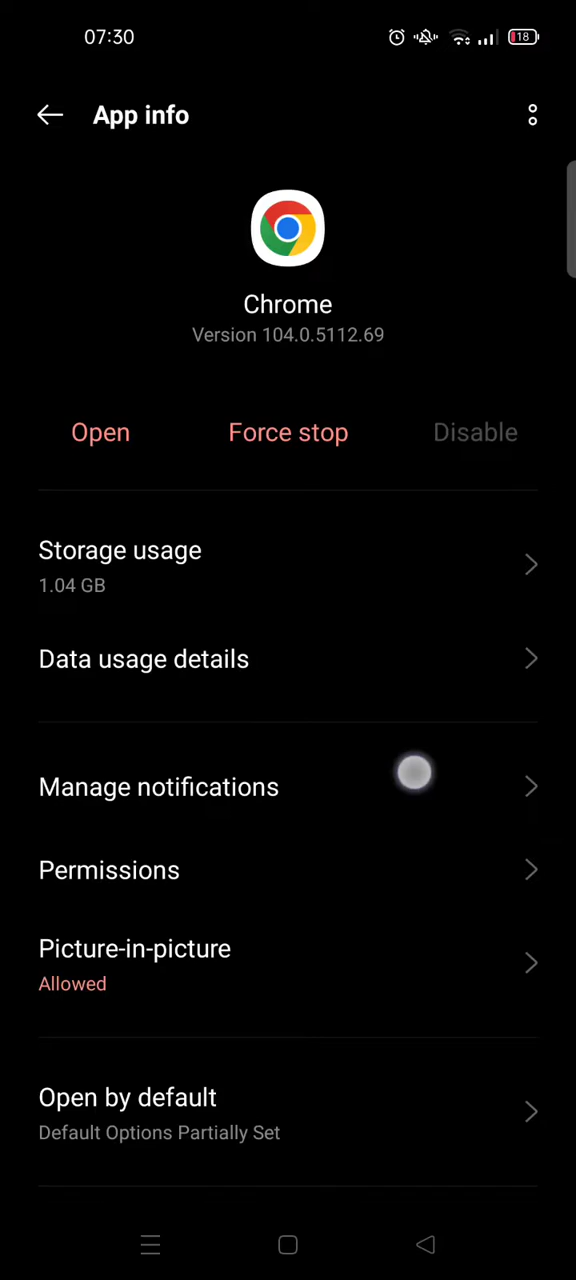 07:30
18
App info
Chrome
Version 104.0.5112.69
Open Force stop Disable
Storage usage
1.04 GB
Data usage details
Manage notifications
Permissions
Picture-in-picture
Allowed
Open by default
Default Options Partially Set